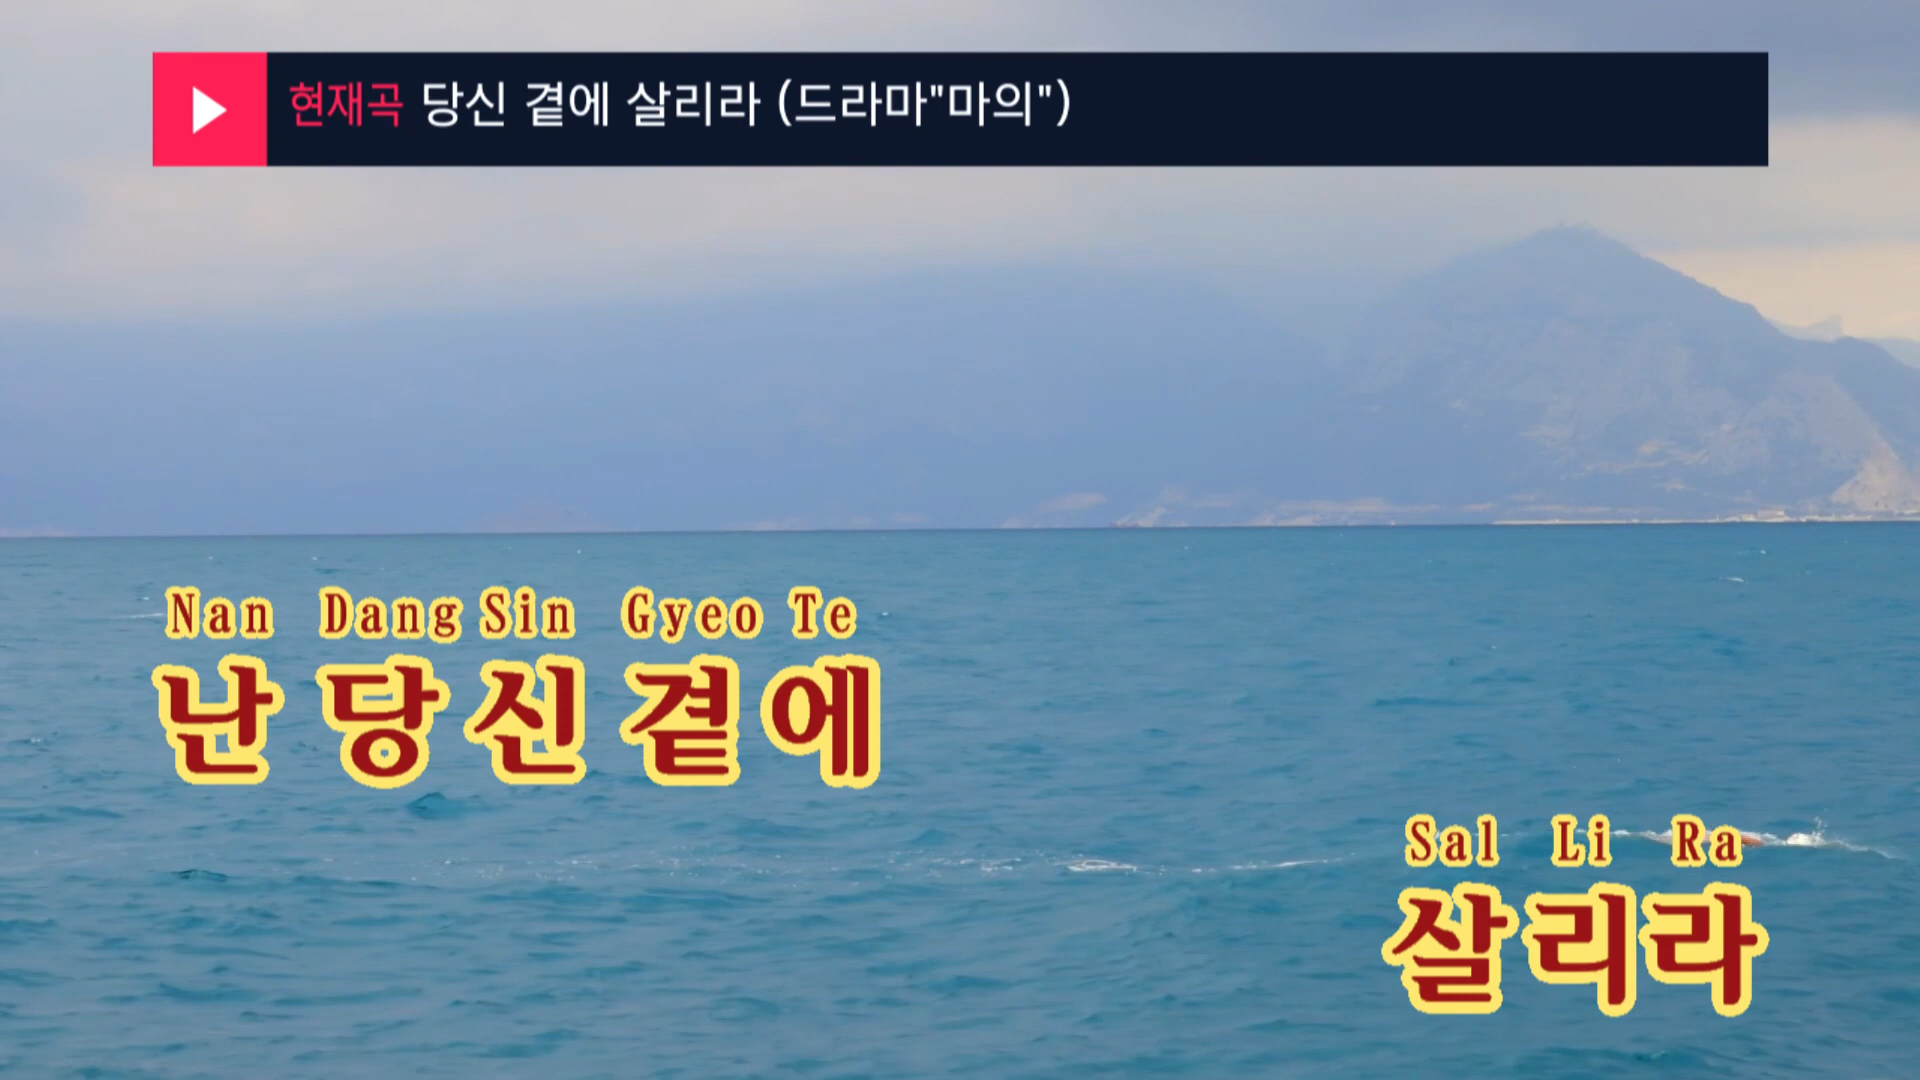 현재곡 당신 곁에 살리라 (드라마"마의")
Nan Dang Sin Gyeo Te
난 당신 곁에
Sal Li Ra
살리라